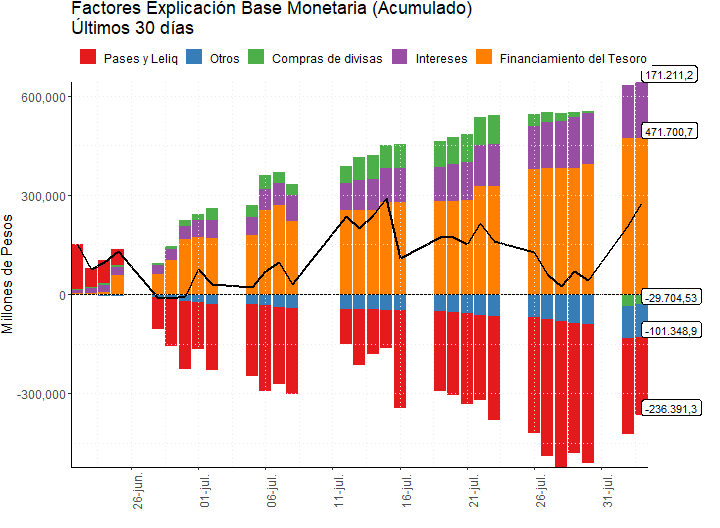 Factores Explicación Base Monetaria (Acumulado)
Últimos 30 días
Pases y Leliq
Otros
Compras de divisas
Intereses
Financiamiento del Tesoro
Millones de Pesos
600,000
300,000
0
-300,000
171.211,2
471.700,7
-29.704,53
-101.348,9
-236.391,3
26-jun.
01-jul.
06-jul.
11-jul.
16-jul.
21-jul.
26-jul.
31-jul.